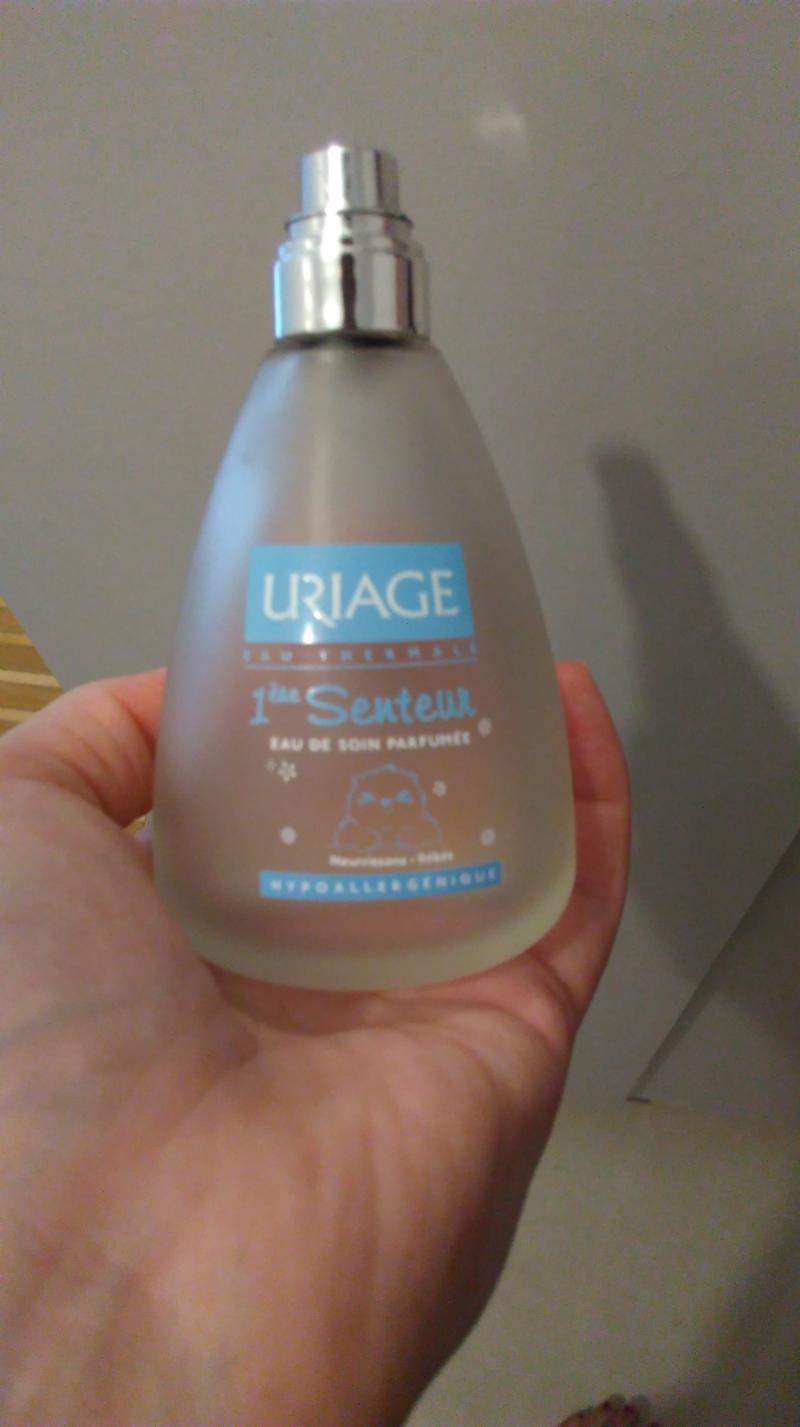 URIAGE
EAU THERMALE
1ère Senteur
EAU DE SOIN PARFUMÉE
Nourrissons - Bébés
HYPOALLERGÉNIQUE